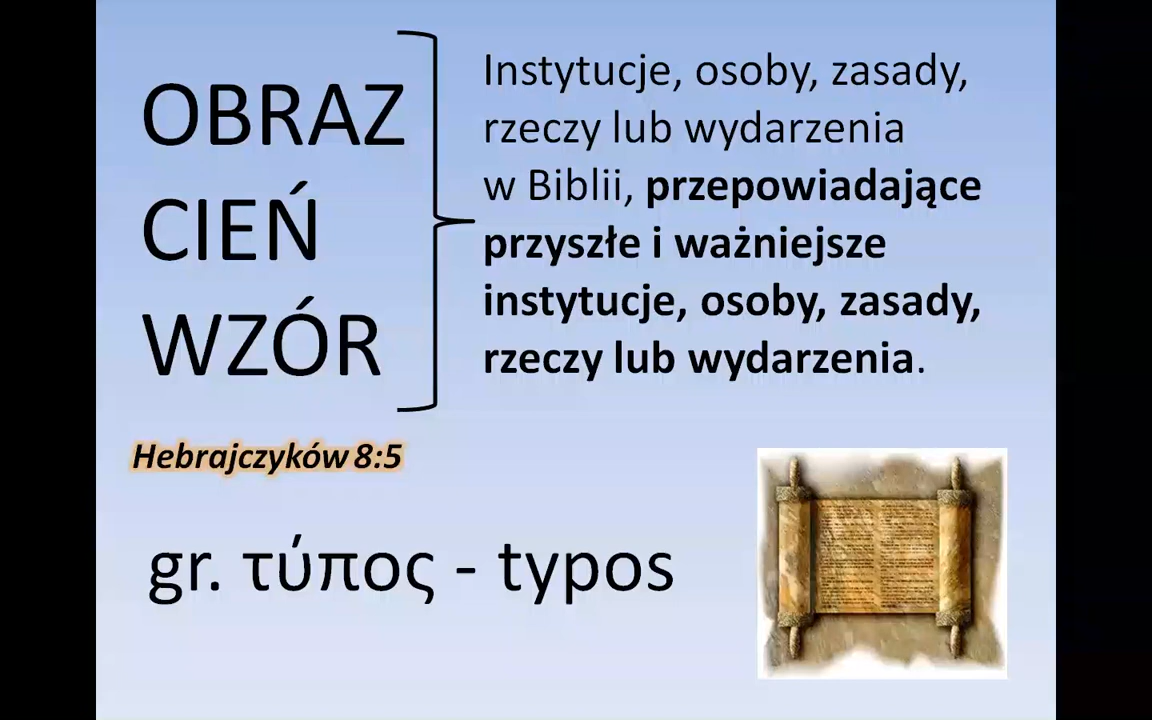 OBRAZ
CIEŃ
WZÓR
Instytucje, osoby, zasady,
rzeczy lub wydarzenia
w Biblii, przepowiadające
przyszłe i ważniejsze
instytucje, osoby, zasady,
rzeczy lub wydarzenia.
Hebrajczyków 8:5
gr. τύπος - typos